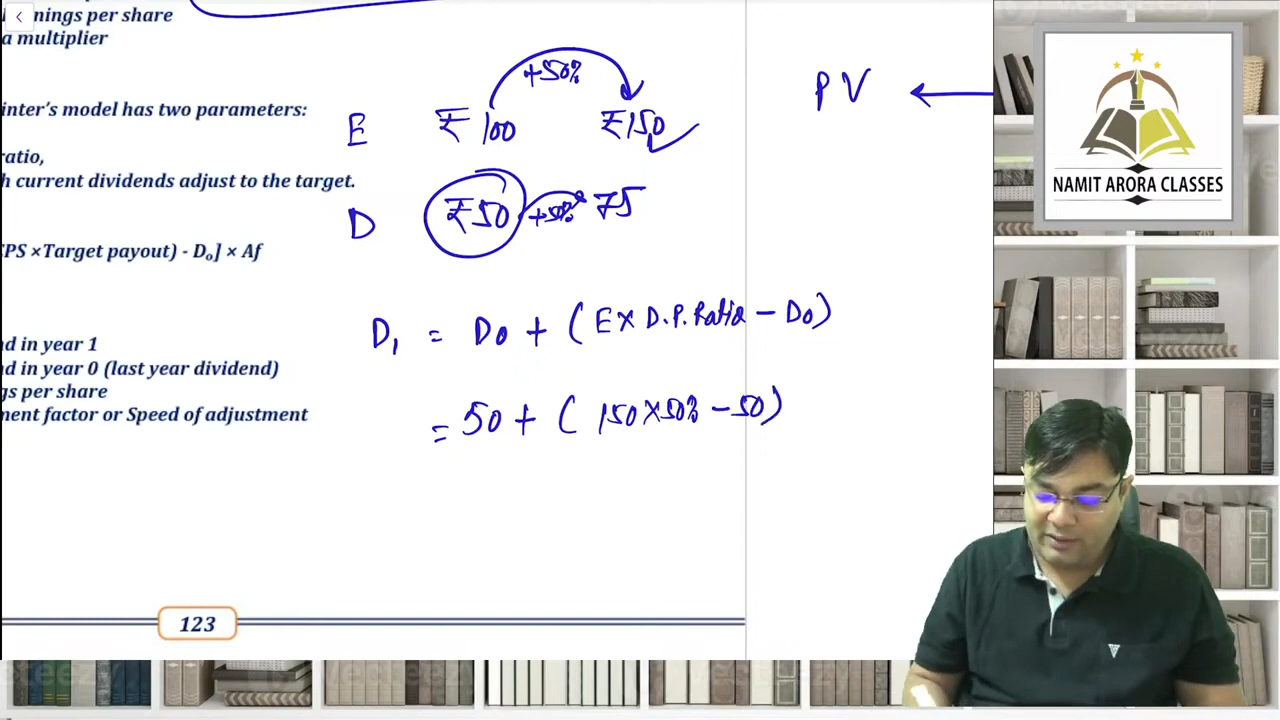 nings per share
a multiplier
inter's model has two parameters:
ratio,
h current dividends adjust to the target.
PS ×Target payout) - D₀] × Af
nd in year 1
nd in year 0 (last year dividend)
gs per share
ment factor or Speed of adjustment
+50%
E ₹100 ₹150
D ₹50 +50% ₹75
D₁ = D0 + (E× D.P. Ratio - D0)
= 50 + (150×50% - 50)
PV
123
NAMIT ARORA CLASSES